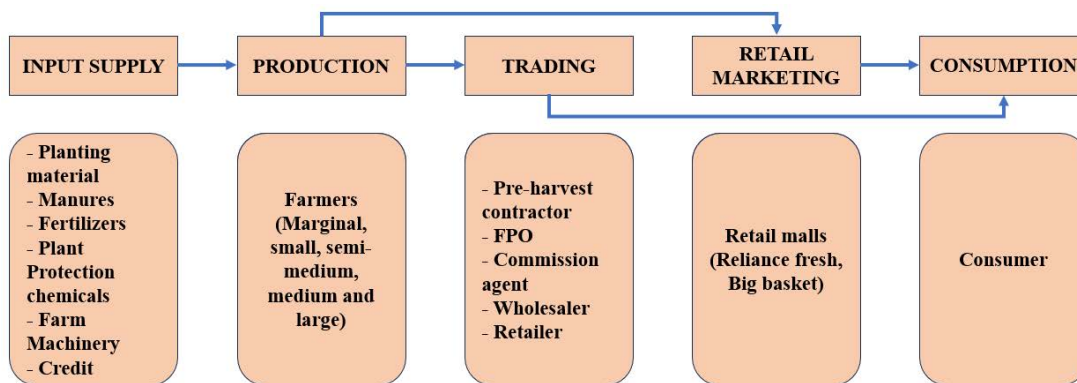 INPUT SUPPLY
PRODUCTION
TRADING
RETAIL
MARKETING
CONSUMPTION
- Planting
material
- Manures
- Fertilizers
- Plant
Protection
chemicals
- Farm
Machinery
- Credit
Farmers
(Marginal,
small, semi-
medium,
medium and
large)
- Pre-harvest
contractor
- FPO
- Commission
agent
- Wholesaler
- Retailer
Retail malls
(Reliance fresh,
Big basket)
Consumer